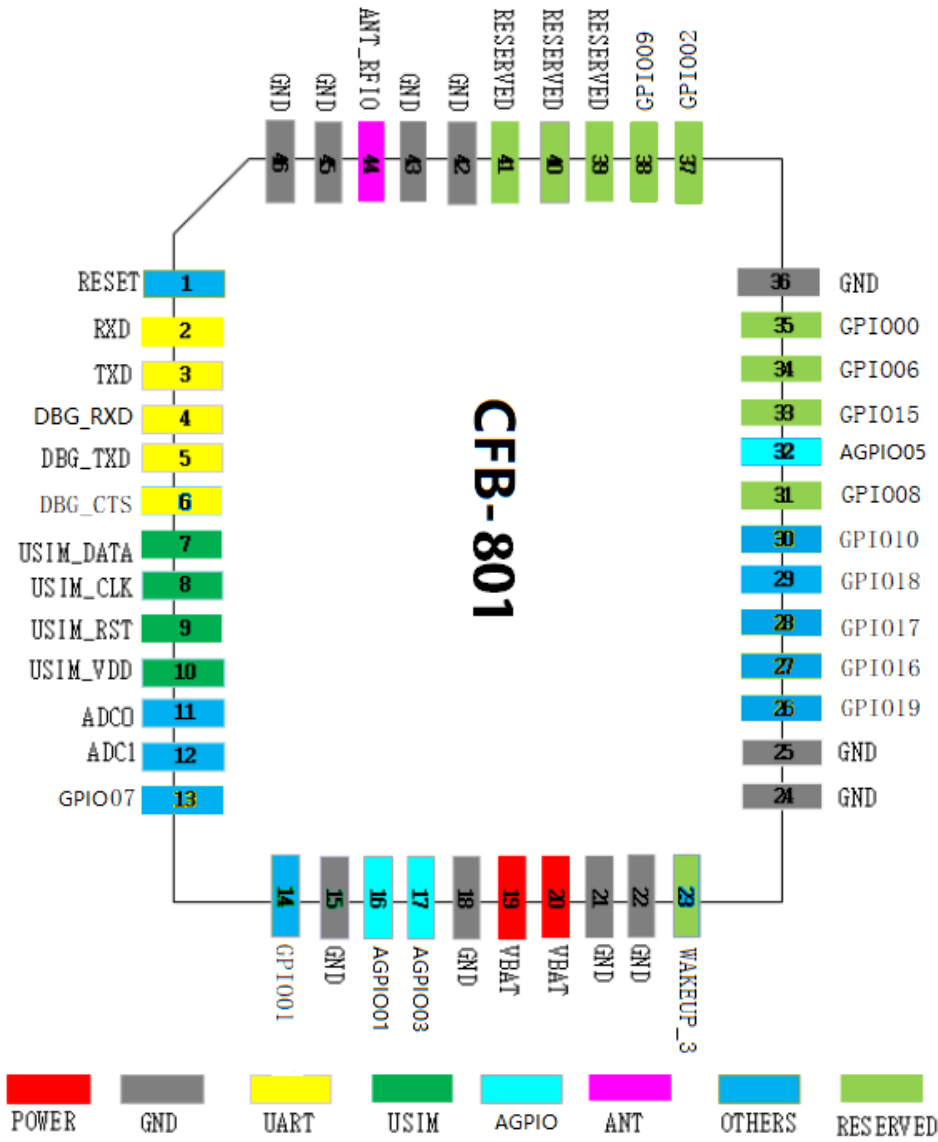 GND
GND
ANT_RFIO
GND
GND
RESERVED
RESERVED
RESERVED
GPIO09
GPIO02
46
45
44
43
42
41
40
39
38
37
RESET 1
RXD 2
TXD 3
DBG_RXD 4
DBG_TXD 5
DBG_CTS 6
USIM_DATA 7
USIM_CLK 8
USIM_RST 9
USIM_VDD 10
ADC0 11
ADC1 12
GPIO07 13
CFB-801
36 GND
35 GPIO00
34 GPIO06
33 GPIO15
32 AGPIO05
31 GPIO08
30 GPIO10
29 GPIO18
28 GPIO17
27 GPIO16
26 GPIO19
25 GND
24 GND
14
15
16
17
18
19
20
21
22
23
GPIO01
GND
AGPIO01
AGPIO03
GND
VBAT
VBAT
GND
GND
WAKEUP_3
POWER
GND
UART
USIM
AGPIO
ANT
OTHERS
RESERVED